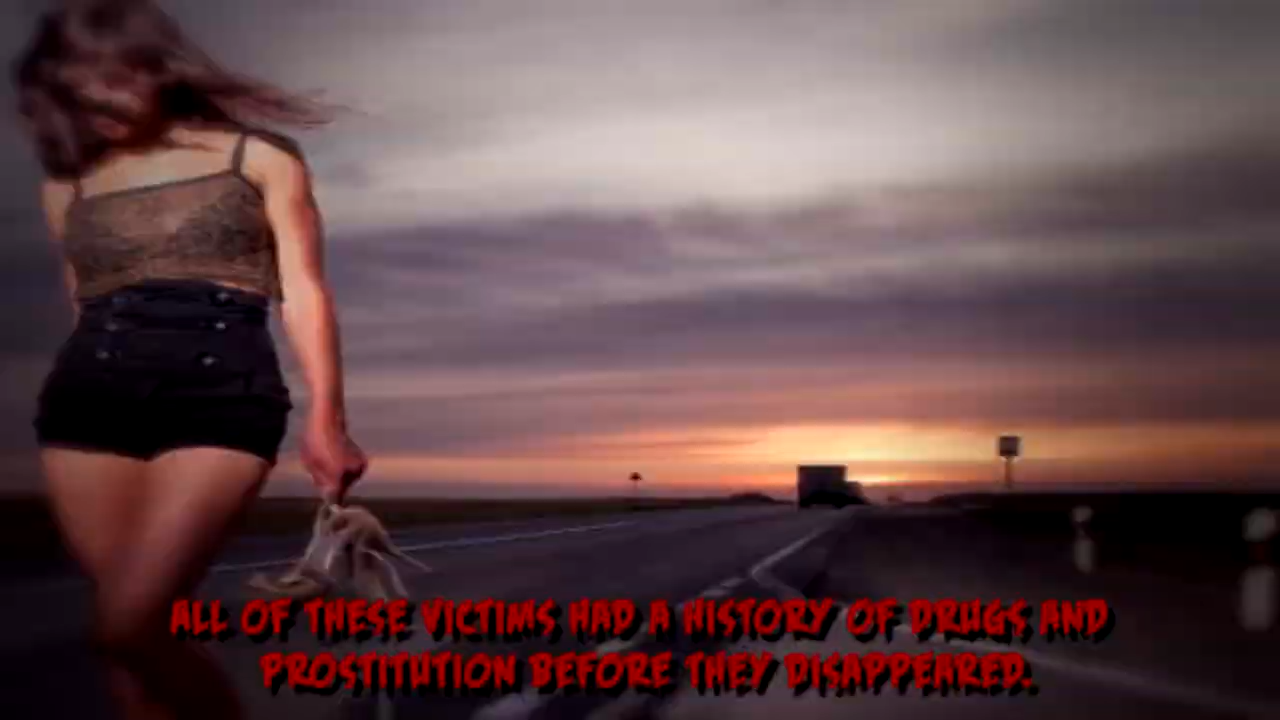 ALL OF THESE VICTIMS HAD A HISTORY OF DRUGS AND
PROSTITUTION BEFORE THEY DISAPPEARED.